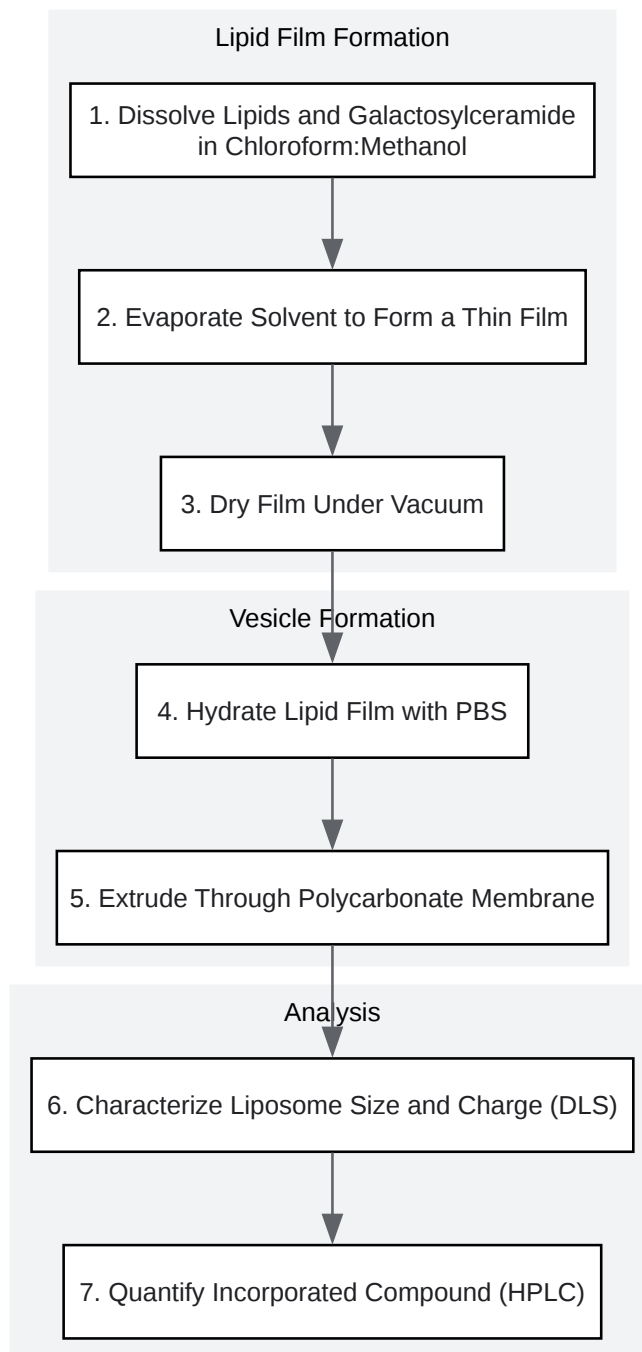 Lipid Film Formation
1. Dissolve Lipids and Galactosylceramide
in Chloroform:Methanol
2. Evaporate Solvent to Form a Thin Film
3. Dry Film Under Vacuum
Vesicle Formation
4. Hydrate Lipid Film with PBS
5. Extrude Through Polycarbonate Membrane
Analysis
6. Characterize Liposome Size and Charge (DLS)
7. Quantify Incorporated Compound (HPLC)